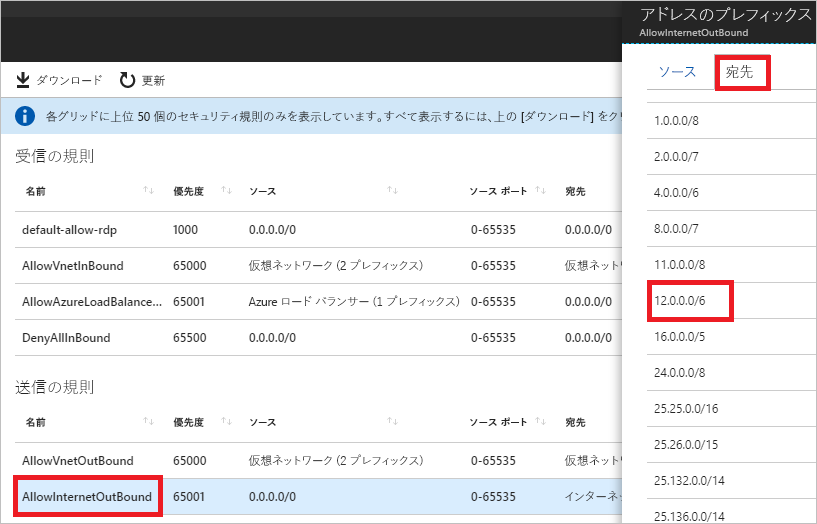 アドレスのプレフィックス
AllowInternetOutBound
ダウンロード 更新
各グリッドに上位 50 個のセキュリティ規則のみを表示しています。すべて表示するには、上の [ダウンロード] をク
受信の規則
名前 優先度 ソース ソース ポート 宛先
default-allow-rdp 1000 0.0.0.0/0 0-65535 0.0.0.0/0
AllowVnetInBound 65000 仮想ネットワーク (2 プレフィックス) 0-65535 仮想ネット
AllowAzureLoadBalance... 65001 Azure ロード バランサー (1 プレフィックス) 0-65535 0.0.0.0/0
DenyAllInBound 65500 0.0.0.0/0 0-65535 0.0.0.0/0
送信の規則
名前 優先度 ソース ソース ポート 宛先
AllowVnetOutBound 65000 仮想ネットワーク (2 プレフィックス) 0-65535 仮想ネット
AllowInternetOutBound 65001 0.0.0.0/0 0-65535 インターネッ
ソース 宛先
1.0.0.0/8
2.0.0.0/7
4.0.0.0/6
8.0.0.0/7
11.0.0.0/8
12.0.0.0/6
16.0.0.0/5
24.0.0.0/8
25.25.0.0/16
25.26.0.0/15
25.132.0.0/14
25.136.0.0/14